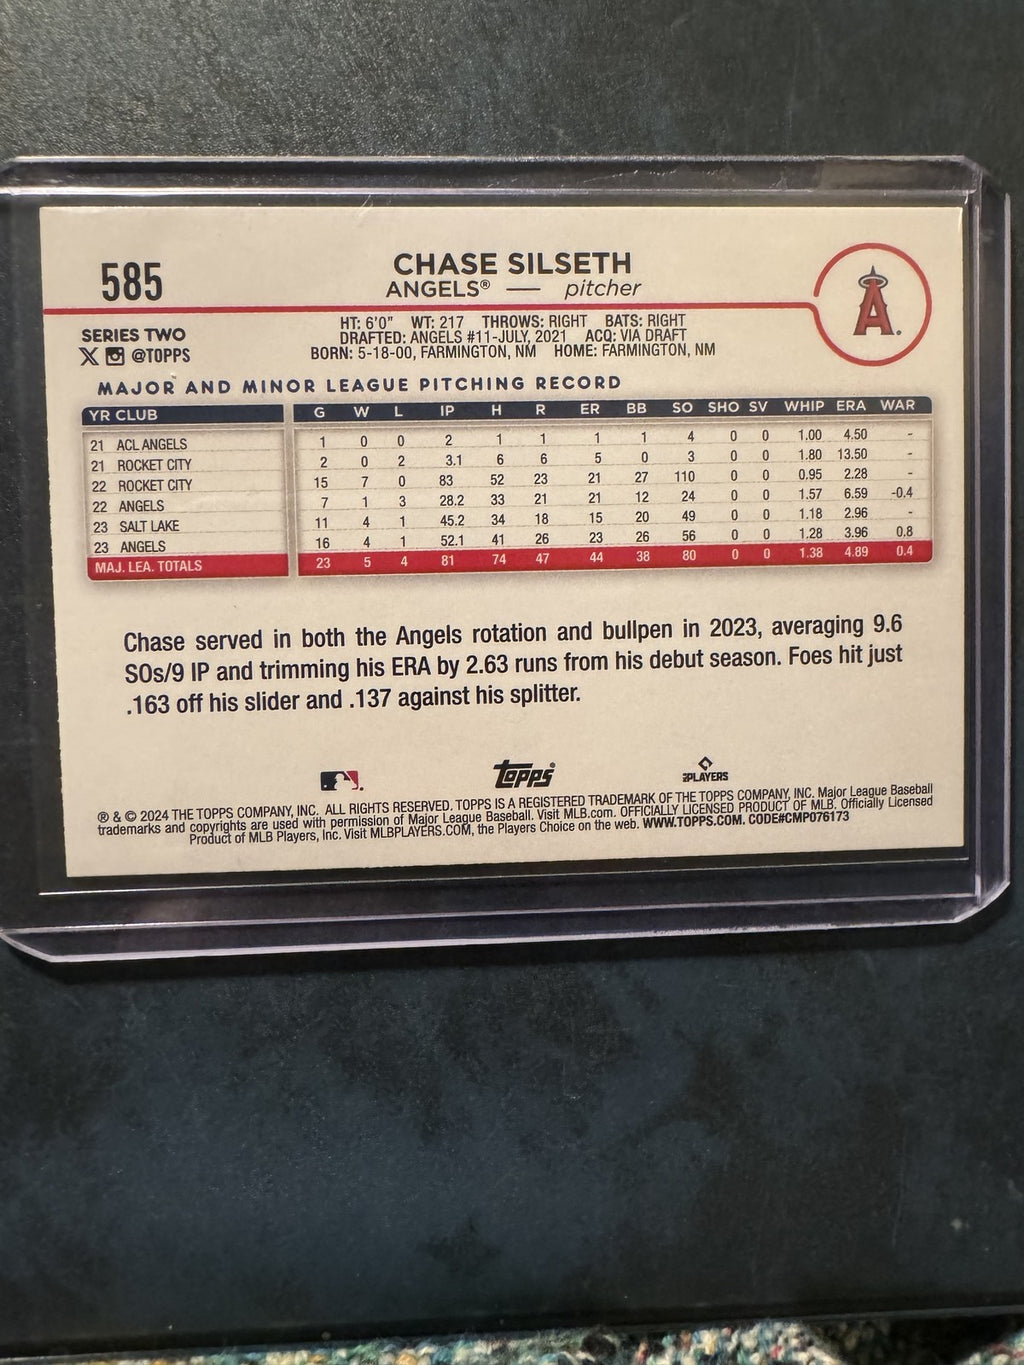 585
CHASE SILSETH
ANGELS® — pitcher
A.
SERIES TWO
X @TOPPS
HT: 6'0" WT: 217 THROWS: RIGHT BATS: RIGHT
DRAFTED: ANGELS #11-JULY, 2021 ACQ: VIA DRAFT
BORN: 5-18-00, FARMINGTON, NM HOME: FARMINGTON, NM
MAJOR AND MINOR LEAGUE PITCHING RECORD
YR CLUB G W L IP H R ER BB SO SHO SV WHIP ERA WAR
21 ACL ANGELS 1 0 0 2 1 1 1 1 4 0 0 1.00 4.50 -
21 ROCKET CITY 2 0 2 3.1 6 6 5 0 3 0 0 1.80 13.50 -
22 ROCKET CITY 15 7 0 83 52 23 21 27 110 0 0 0.95 2.28 -
22 ANGELS 7 1 3 28.2 33 21 21 12 24 0 0 1.57 6.59 -0.4
23 SALT LAKE 11 4 1 45.2 34 18 15 20 49 0 0 1.18 2.96 -
23 ANGELS 16 4 1 52.1 41 26 23 26 56 0 0 1.28 3.96 0.8
MAJ. LEA. TOTALS 23 5 4 81 74 47 44 38 80 0 0 1.38 4.89 0.4
Chase served in both the Angels rotation and bullpen in 2023, averaging 9.6
SOs/9 IP and trimming his ERA by 2.63 runs from his debut season. Foes hit just
.163 off his slider and .137 against his splitter.
Topps®
PLAYERS
® & © 2024 THE TOPPS COMPANY, INC. ALL RIGHTS RESERVED. TOPPS IS A REGISTERED TRADEMARK OF THE TOPPS COMPANY, INC. Major League Baseball
trademarks and copyrights are used with permission of Major League Baseball. Visit MLB.com. OFFICIALLY LICENSED PRODUCT OF MLB. Officially Licensed
Product of MLB Players, Inc. Visit MLBPLAYERS.COM, the Players Choice on the web. WWW.TOPPS.COM. CODE#CMP076173